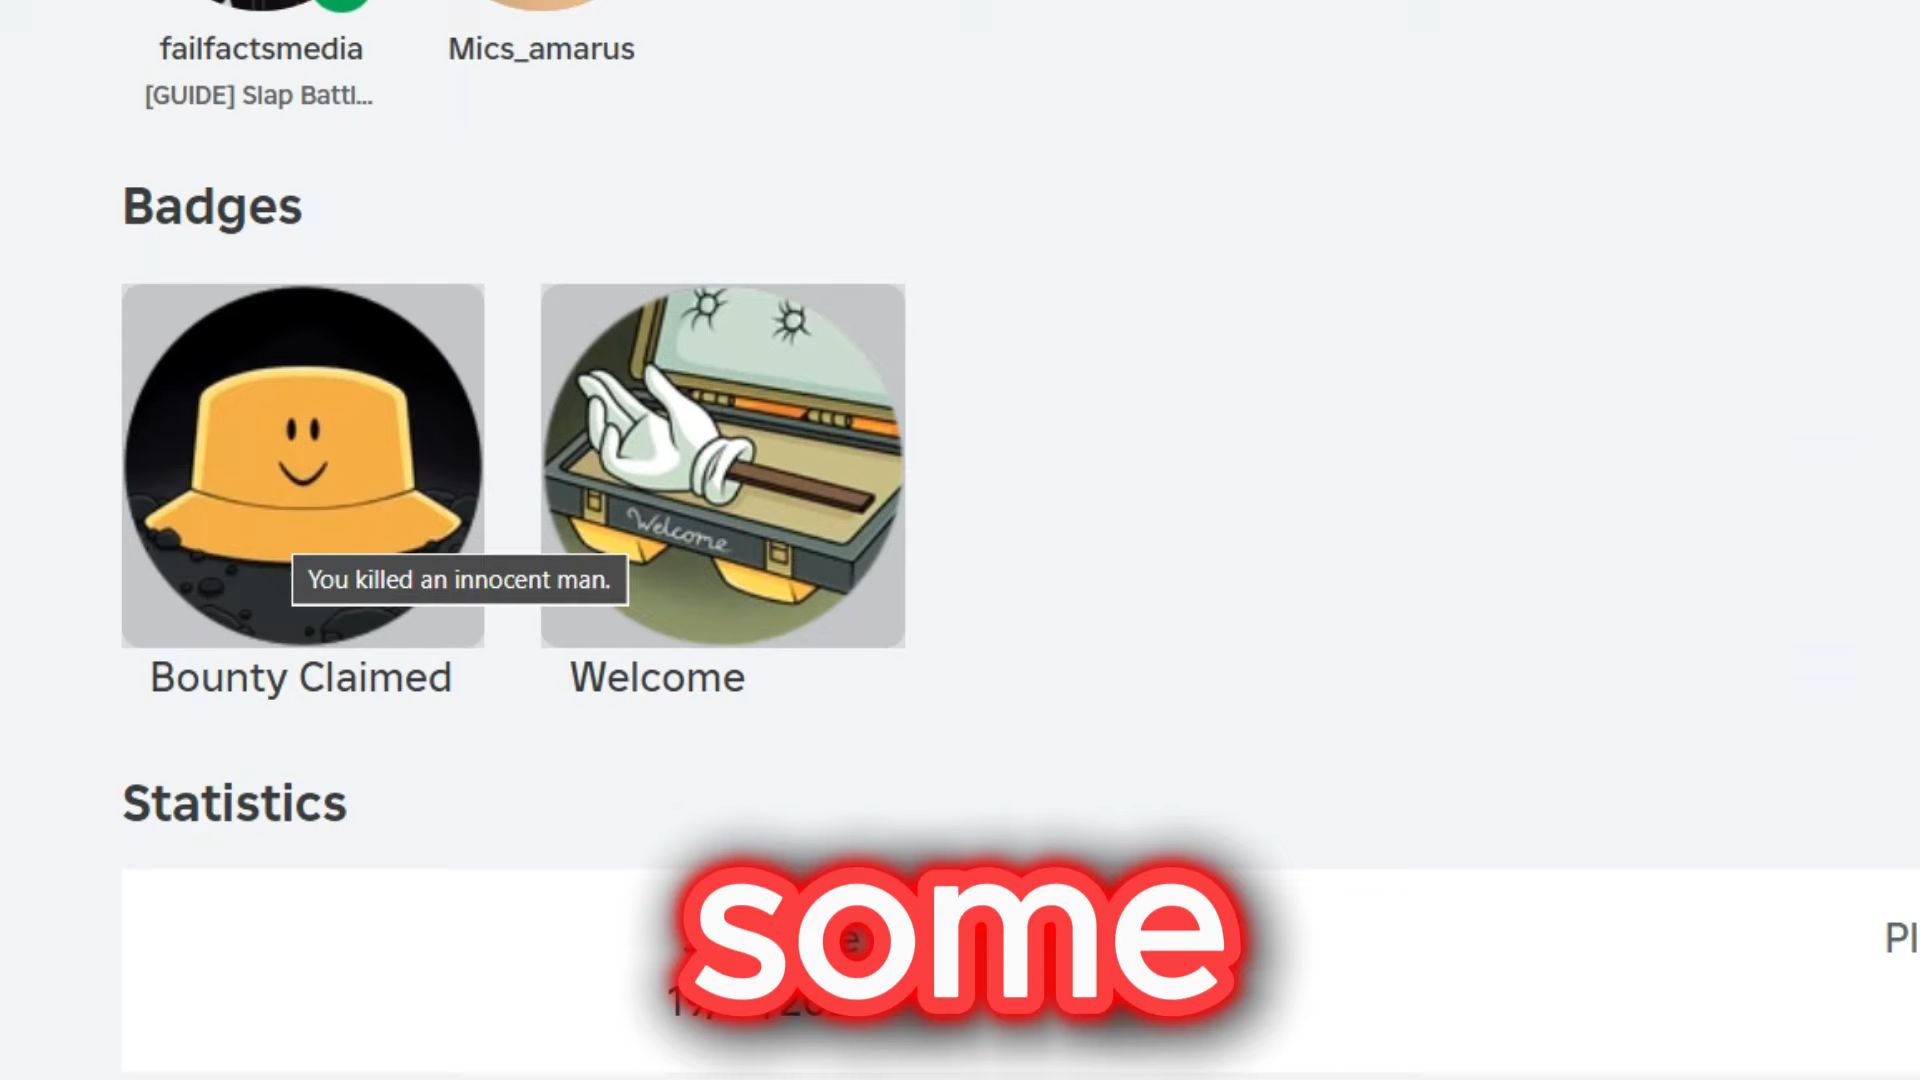 failfactsmedia
Mics_amarus
[GUIDE] Slap Battl...
Badges
Welcome
You killed an innocent man.
Bounty Claimed
Welcome
Statistics
some